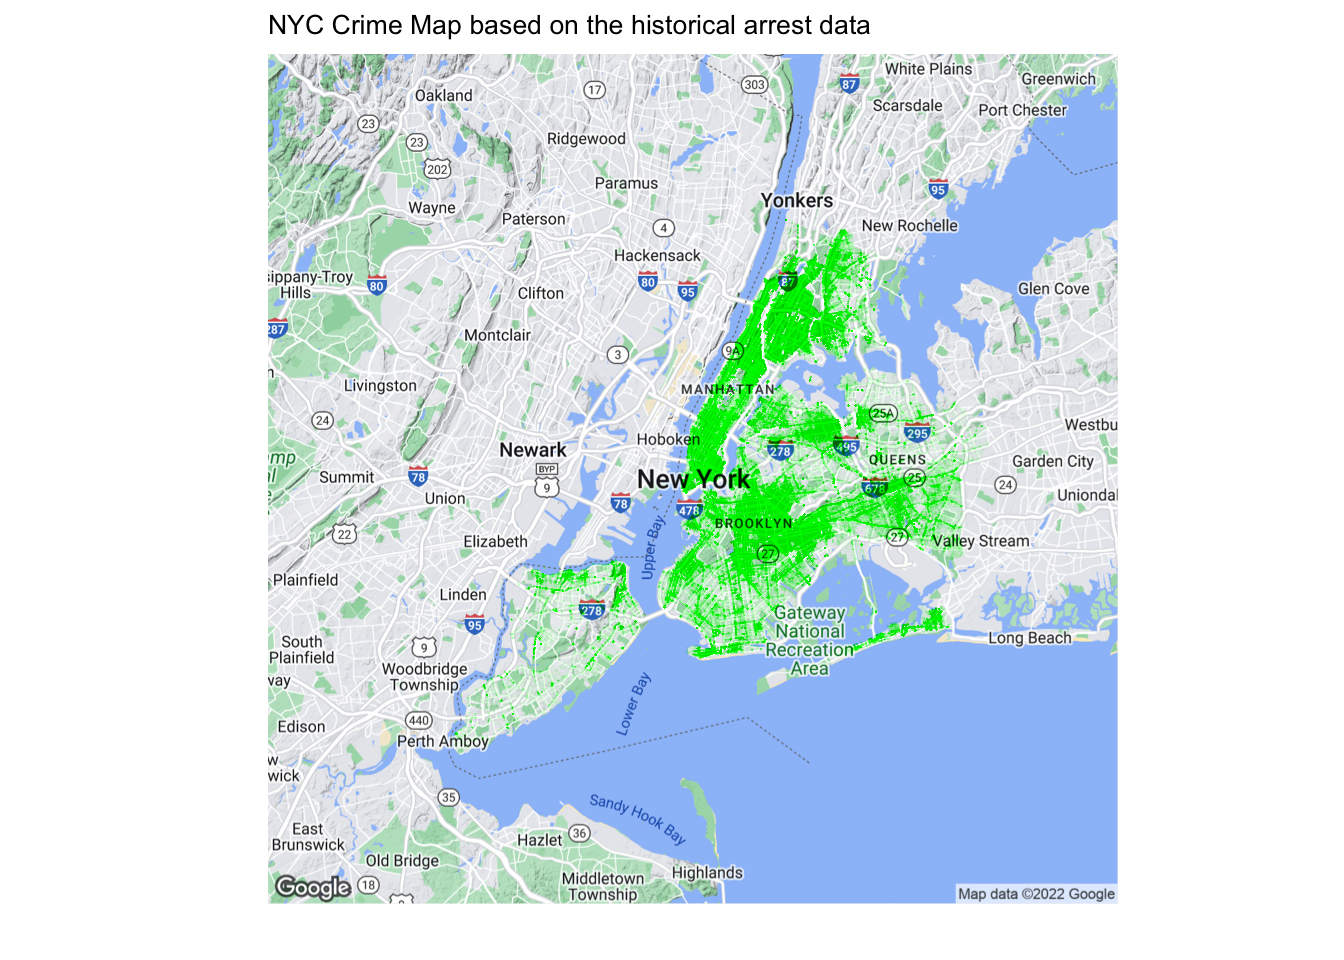 NYC Crime Map based on the historical arrest data
White Plains
87
Greenwich
303
17
Oakland
Scarsdale
Port Chester
23
Ridgewood
23
202
Paramus
95
Wayne
Yonkers
Paterson
4
New Rochelle
Hackensack
sippany-Troy
Hills
80
80
95
87
Glen Cove
Clifton
287
Montclair
3
9A
Livingston
MANHATTAN
24
25A
Westbu
295
Hoboken
495
278
Newark
amp
mal
QUEENS
Garden City
BYP
9
Summit
78
New York
25
24
670
Union
Uniondal
78
478
BROOKLYN
22
Elizabeth
Upper Bay
27
27
Valley Stream
Plainfield
Linden
278
95
Gateway
National
Recreation
Area
South
Plainfield
9
Long Beach
Woodbridge
Township
way
Lower Bay
440
Edison
Perth Amboy
w
wick
35
Sandy Hook Bay
East
Brunswick
Hazlet
36
Old Bridge
Highlands
Middletown
Township
Google
18
9
Map data ©2022 Google